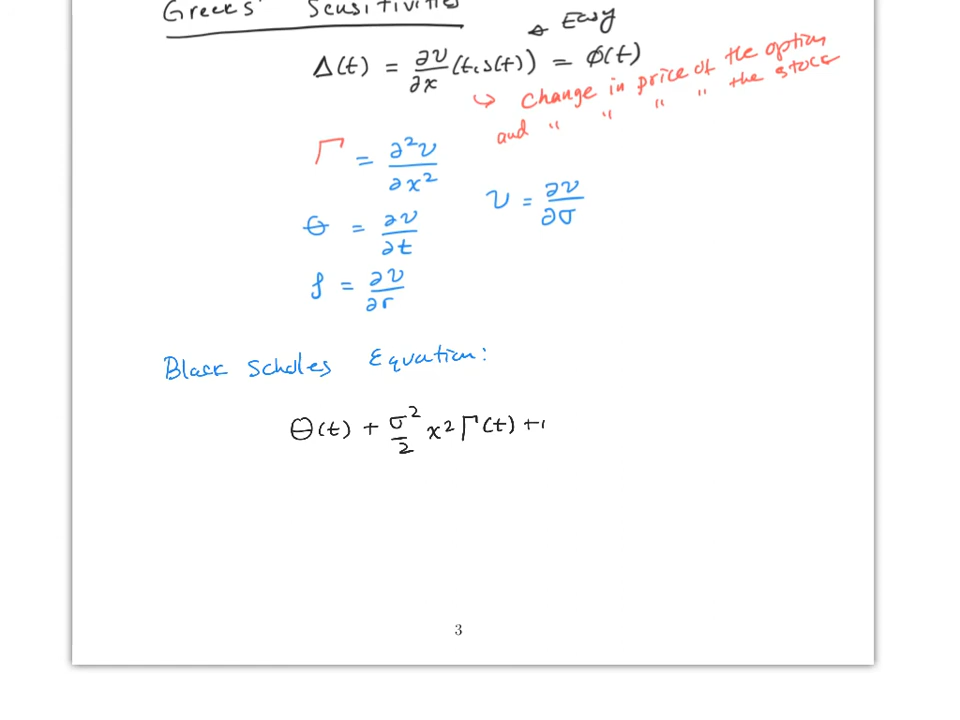 Greeks' Sensitivities
Easy
Δ(t) = ∂v/∂x (t, s(t)) = φ(t)
↳ change in price of the option
and " " " " the stock
Γ = ∂²v/∂x²
ν = ∂v/∂σ
Θ = ∂v/∂t
ρ = ∂v/∂r
Black Scholes Equation:
Θ(t) + σ²/2 x² Γ(t) +
3